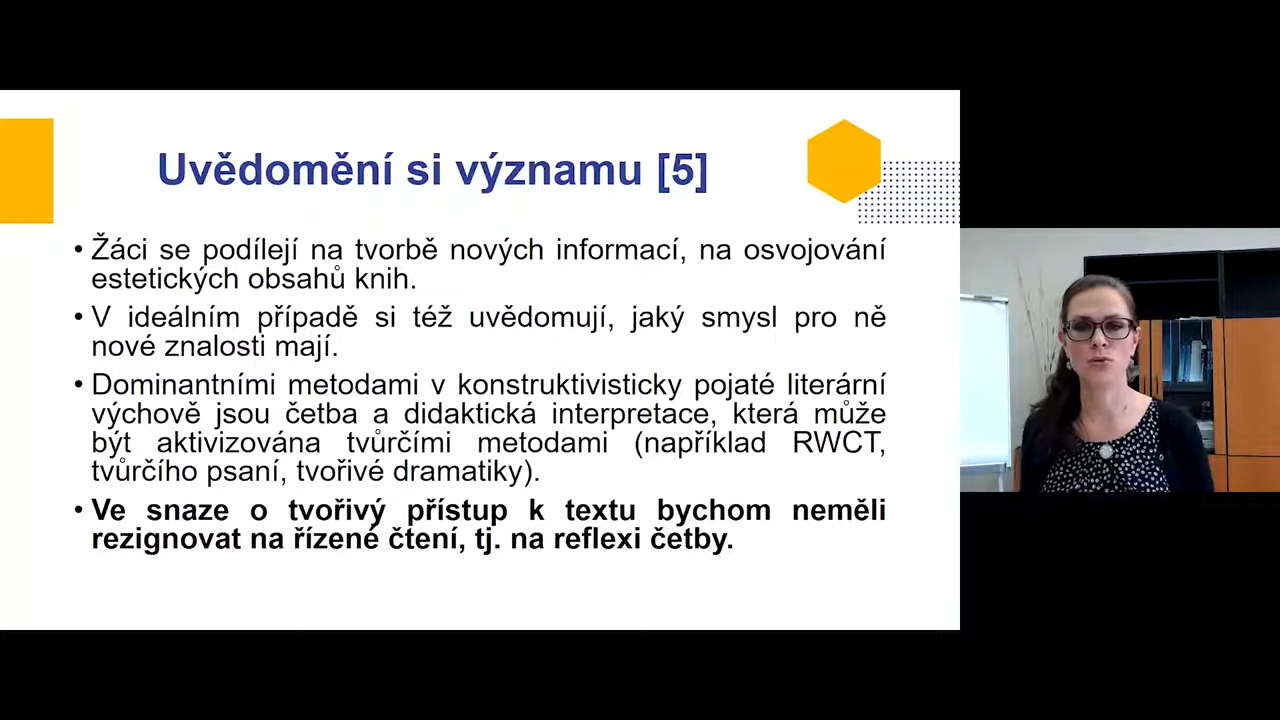 Uvědomění si významu [5]
• Žáci se podílejí na tvorbě nových informací, na osvojování
estetických obsahů knih.
• V ideálním případě si též uvědomují, jaký smysl pro ně
nové znalosti mají.
• Dominantními metodami v konstruktivisticky pojaté literární
výchově jsou četba a didaktická interpretace, která může
být aktivizována tvůrčími metodami (například RWCT,
tvůrčího psaní, tvořivé dramatiky).
• Ve snaze o tvořivý přístup k textu bychom neměli
rezignovat na řízené čtení, tj. na reflexi četby.